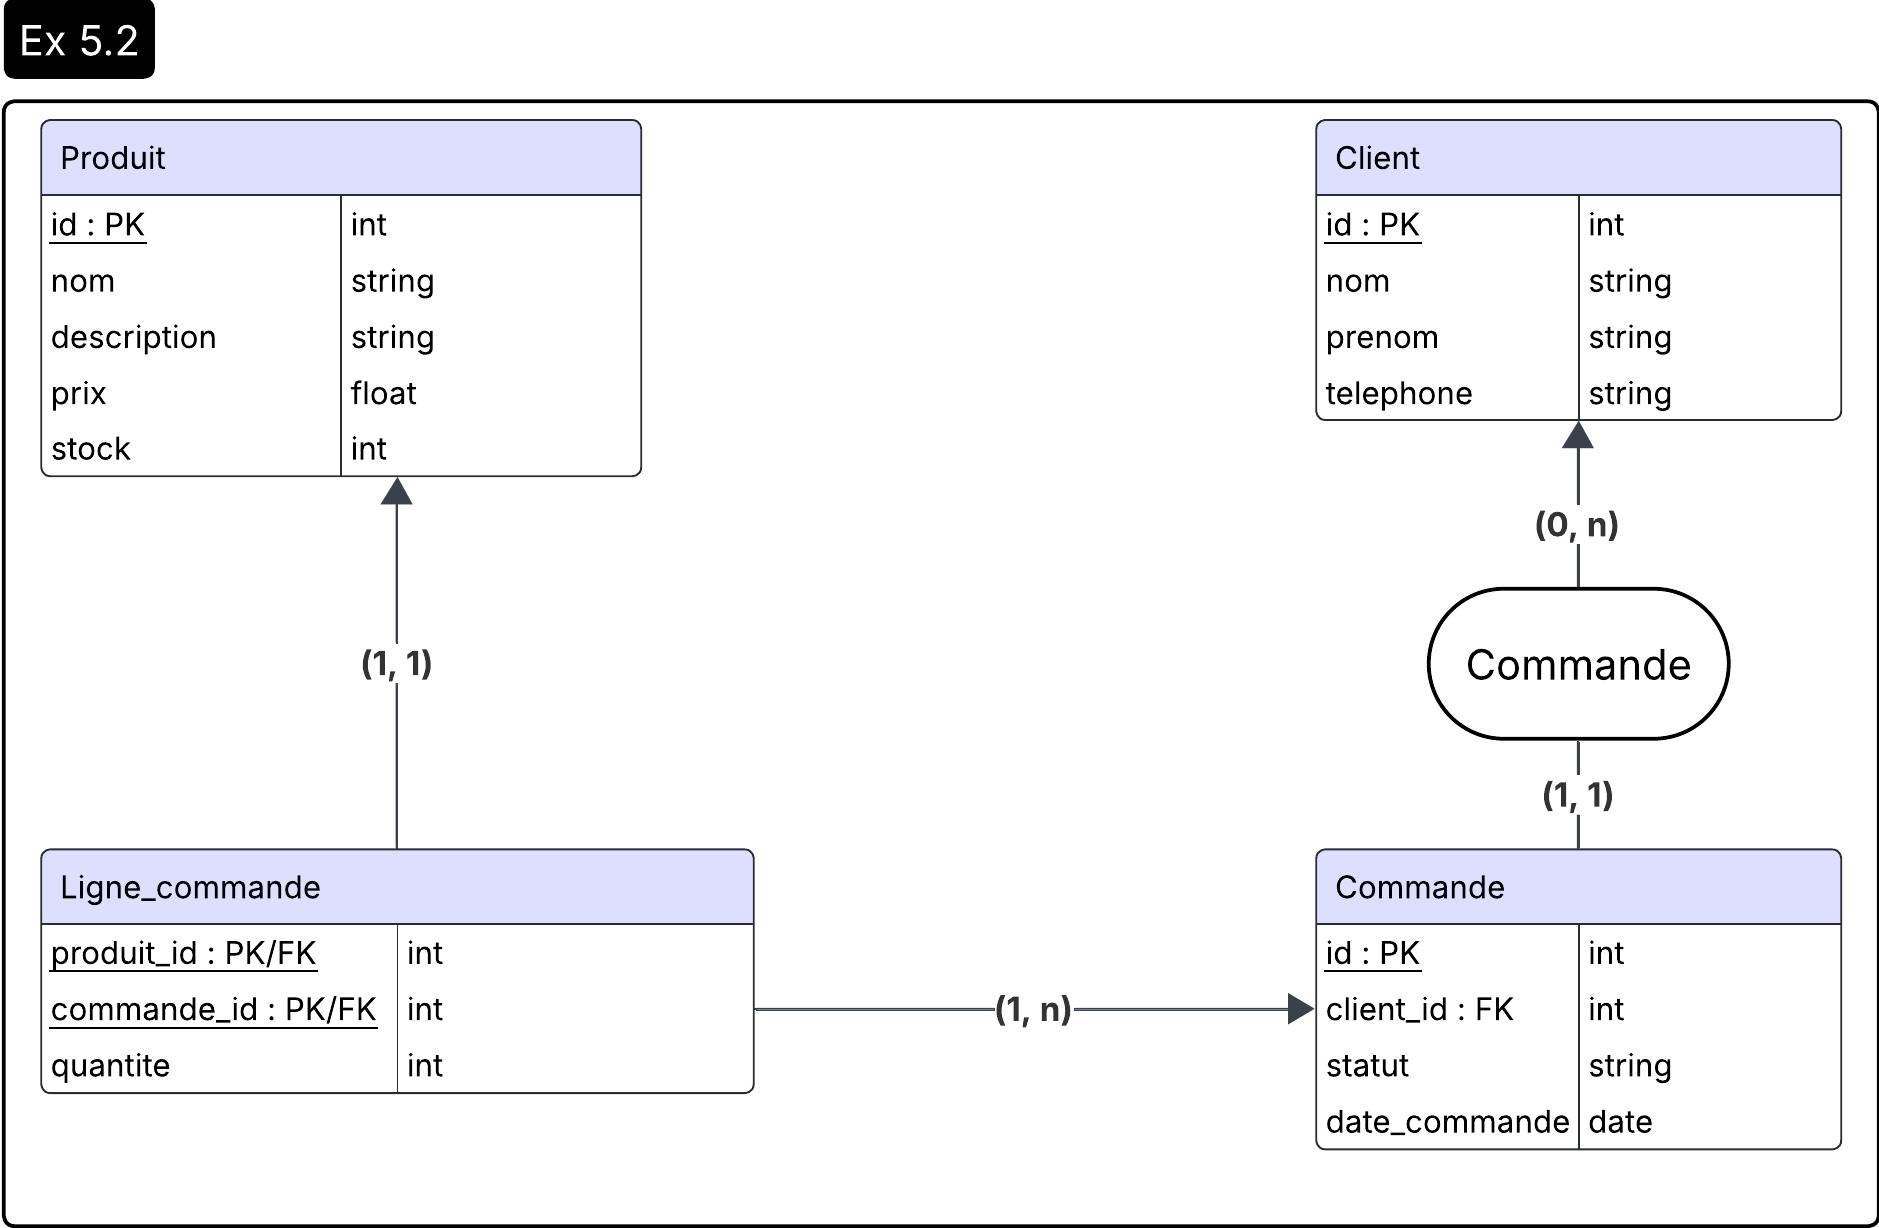 Ex 5.2
Produit
id : PK int
nom string
description string
prix float
stock int
Client
id : PK int
nom string
prenom string
telephone string
(0, n)
Commande
(1, 1)
(1, 1)
Ligne_commande
produit_id : PK/FK int
commande_id : PK/FK int
quantite int
(1, n)
Commande
id : PK int
client_id : FK int
statut string
date_commande date